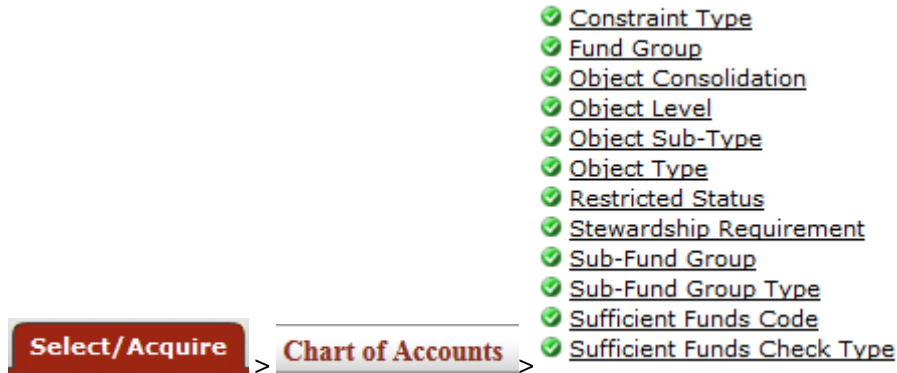 Constraint Type
Fund Group
Object Consolidation
Object Level
Object Sub-Type
Object Type
Restricted Status
Stewardship Requirement
Sub-Fund Group
Sub-Fund Group Type
Sufficient Funds Code
Select/Acquire > Chart of Accounts > Sufficient Funds Check Type